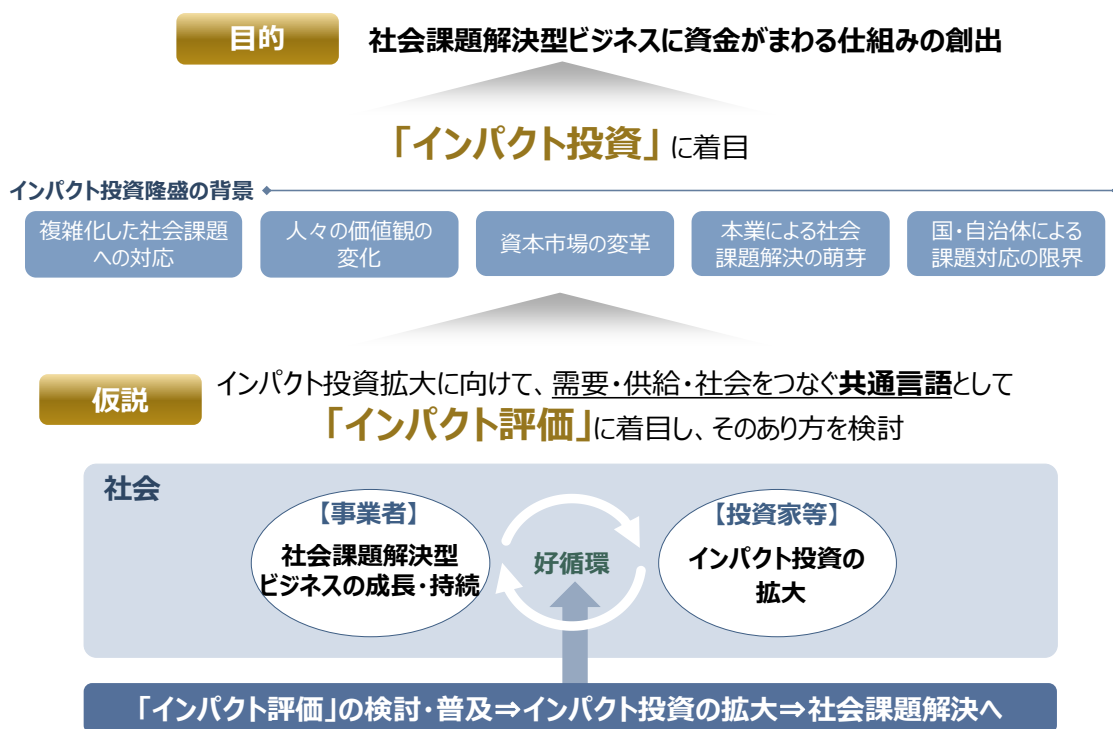 目的
社会課題解決型ビジネスに資金がまわる仕組みの創出
「インパクト投資」に着目
インパクト投資隆盛の背景
複雑化した社会課題
への対応
人々の価値観の
変化
資本市場の変革
本業による社会
課題解決の萌芽
国・自治体による
課題対応の限界
仮説
インパクト投資拡大に向けて、需要・供給・社会をつなぐ共通言語として
「インパクト評価」に着目し、そのあり方を検討
社会
【事業者】
社会課題解決型
ビジネスの成長・持続
好循環
【投資家等】
インパクト投資の
拡大
「インパクト評価」の検討・普及⇒インパクト投資の拡大⇒社会課題解決へ